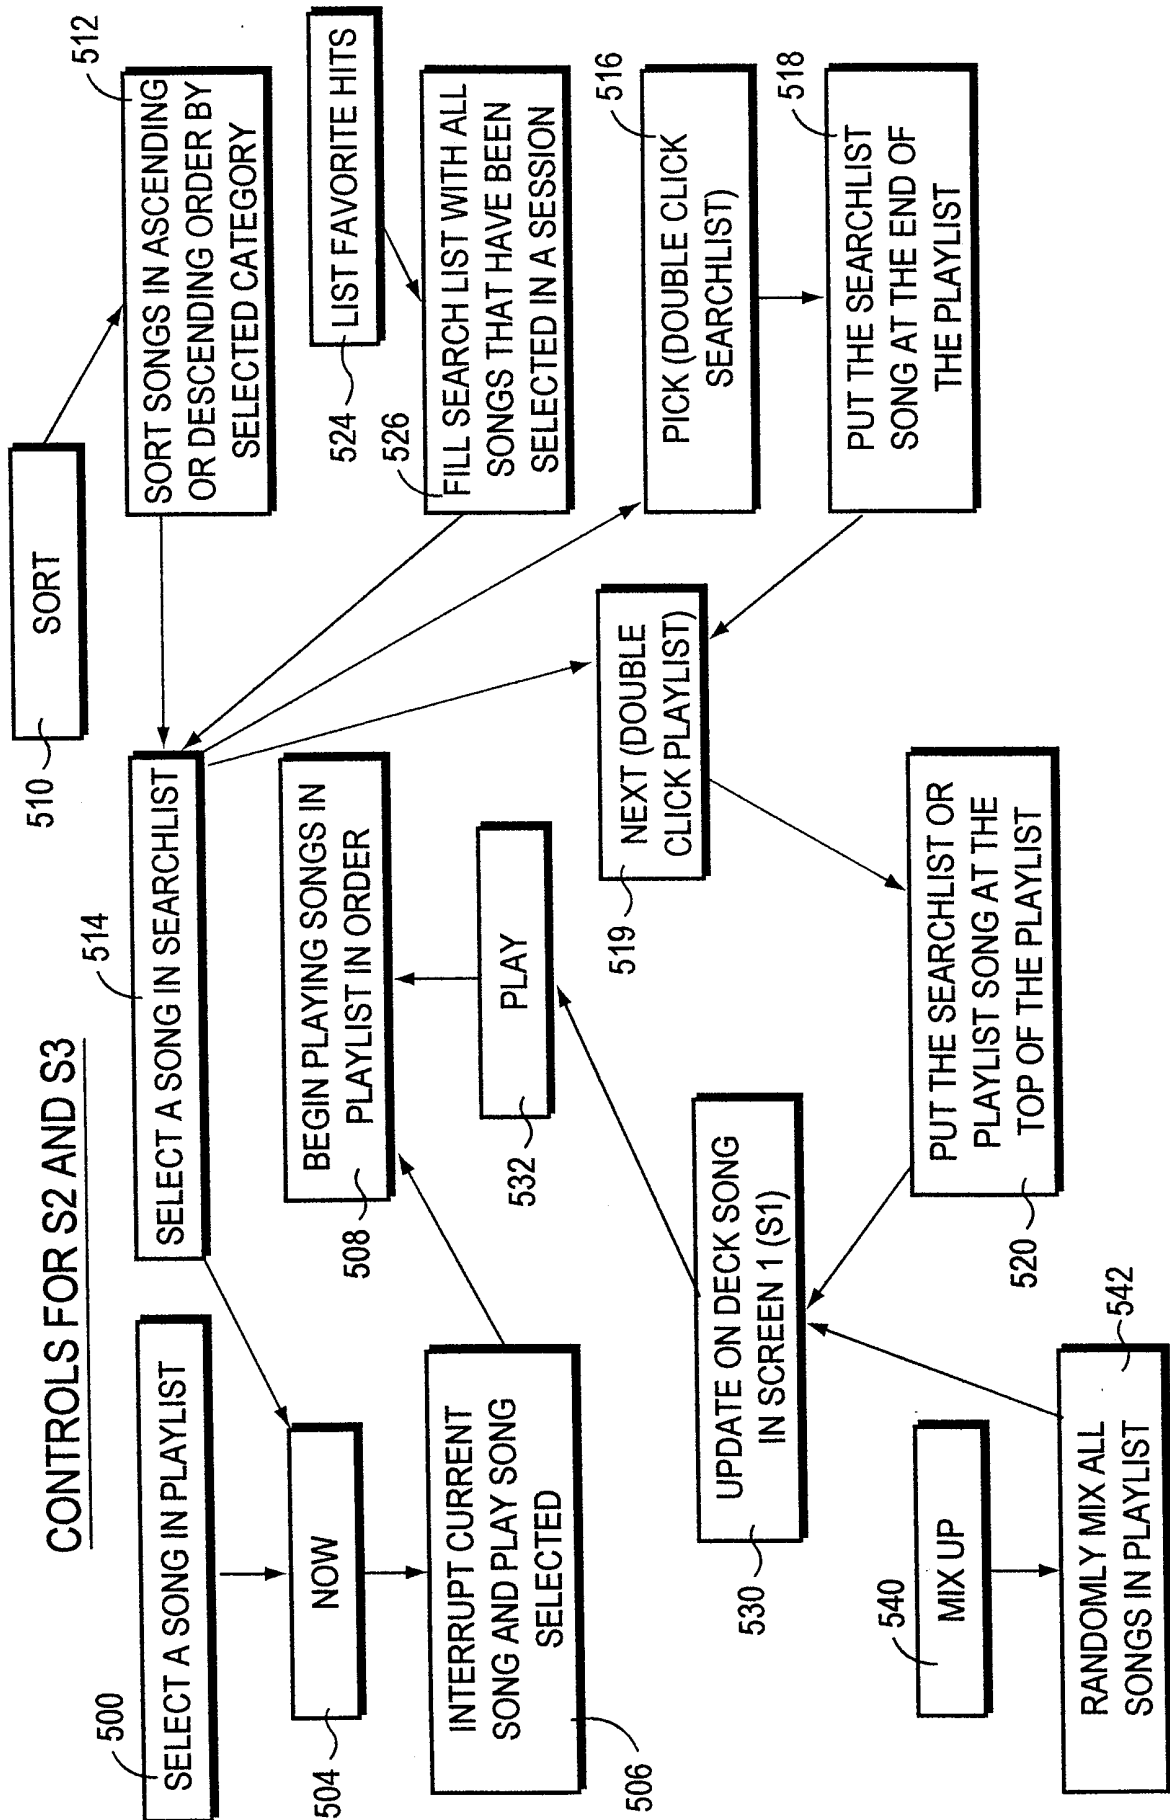 CONTROLS FOR S2 AND S3
500
SELECT A SONG IN PLAYLIST
504
NOW
506
INTERRUPT CURRENT
SONG AND PLAY SONG
SELECTED
514
SELECT A SONG IN SEARCHLIST
508
BEGIN PLAYING SONGS IN
PLAYLIST IN ORDER
532
PLAY
510
SORT
512
SORT SONGS IN ASCENDING
OR DESCENDING ORDER BY
SELECTED CATEGORY
524
LIST FAVORITE HITS
526
FILL SEARCH LIST WITH ALL
SONGS THAT HAVE BEEN
SELECTED IN A SESSION
516
PICK (DOUBLE CLICK
SEARCHLIST)
518
PUT THE SEARCHLIST
SONG AT THE END OF
THE PLAYLIST
519
NEXT (DOUBLE
CLICK PLAYLIST)
520
PUT THE SEARCHLIST OR
PLAYLIST SONG AT THE
TOP OF THE PLAYLIST
530
UPDATE ON DECK SONG
IN SCREEN 1 (S1)
540
MIX UP
542
RANDOMLY MIX ALL
SONGS IN PLAYLIST